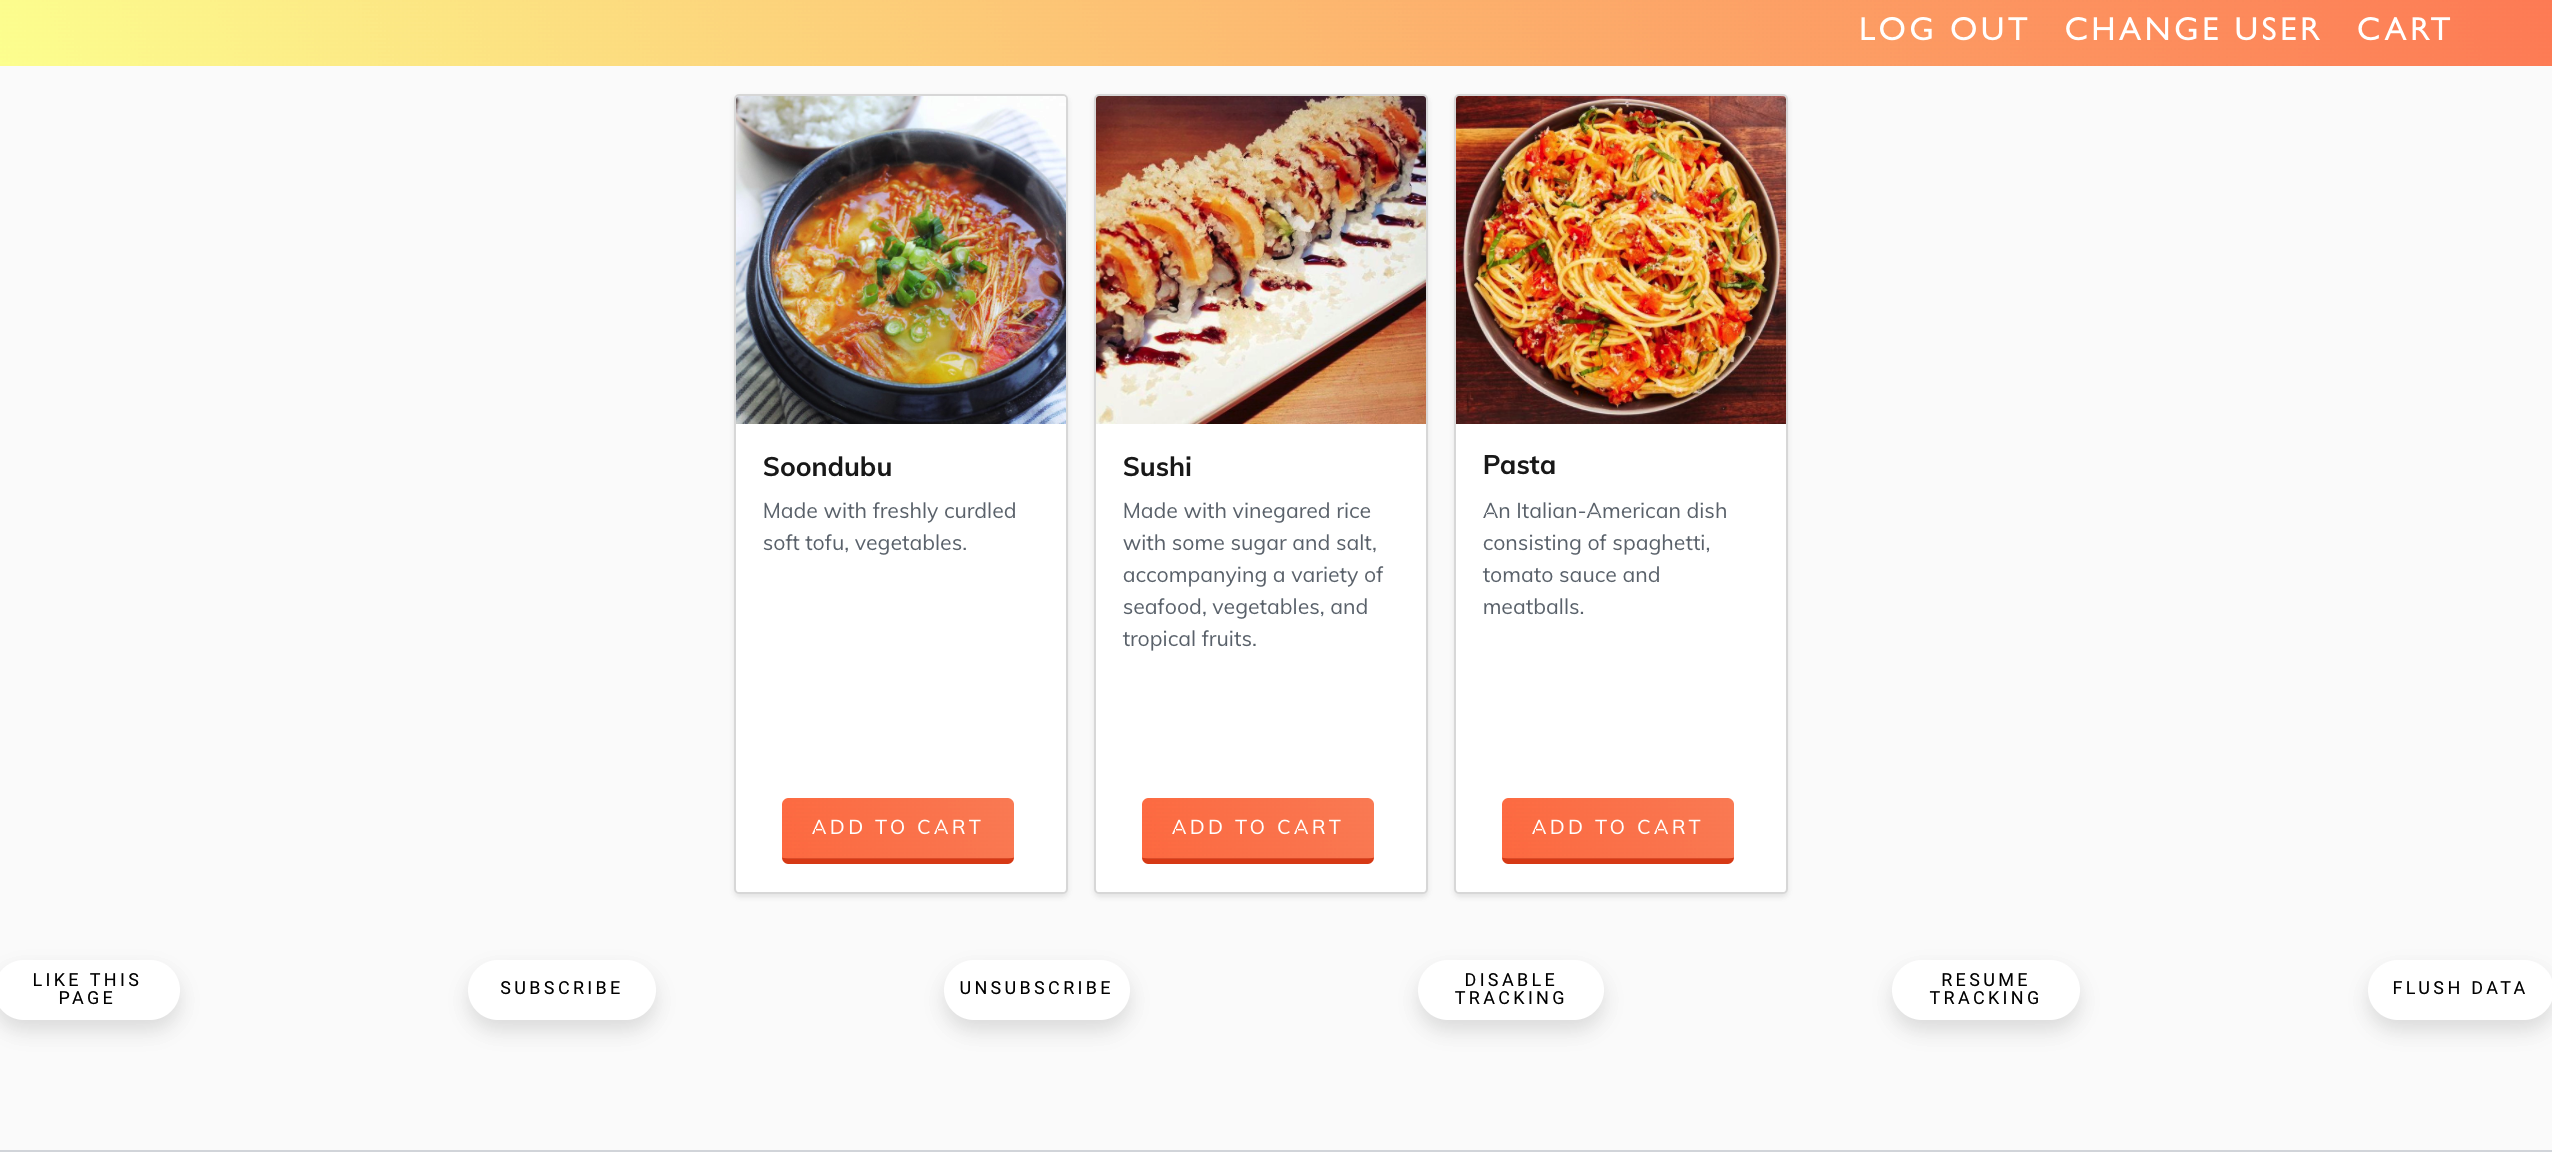 LOG OUT CHANGE USER CART
Soondubu
Made with freshly curdled
soft tofu, vegetables.
ADD TO CART
Sushi
Made with vinegared rice
with some sugar and salt,
accompanying a variety of
seafood, vegetables, and
tropical fruits.
ADD TO CART
Pasta
An Italian-American dish
consisting of spaghetti,
tomato sauce and
meatballs.
ADD TO CART
LIKE THIS
PAGE
SUBSCRIBE
UNSUBSCRIBE
DISABLE
TRACKING
RESUME
TRACKING
FLUSH DATA